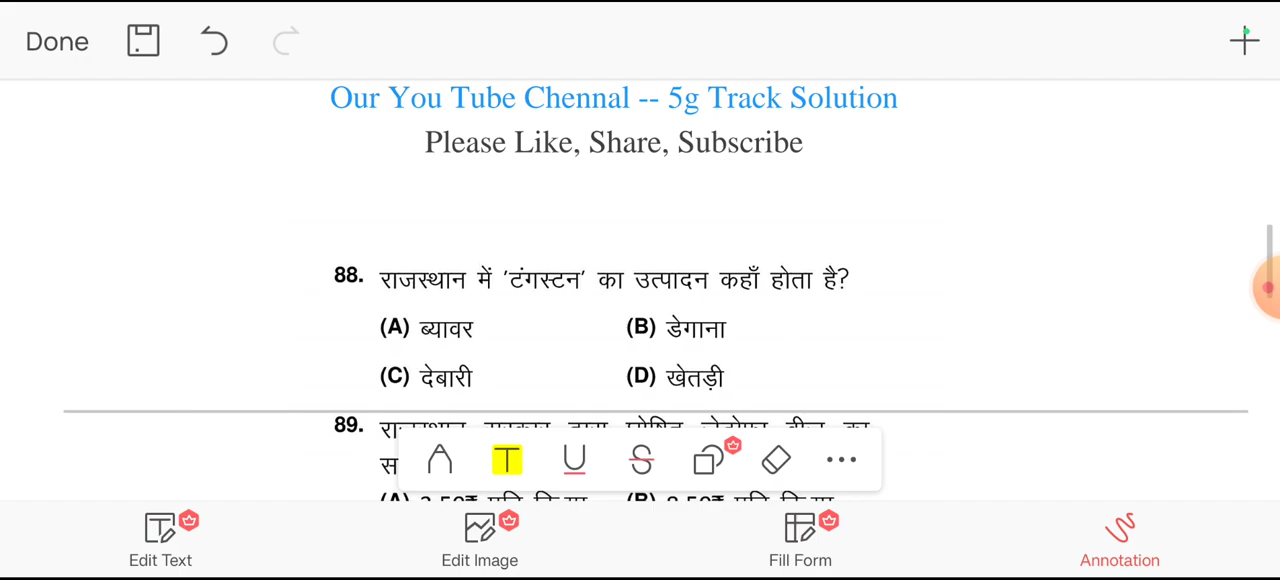 Done
Our You Tube Chennal -- 5g Track Solution
Please Like, Share, Subscribe
88. राजस्थान में 'टंगस्टन' का उत्पादन कहाँ होता है?
(A) ब्यावर (B) डेगाना
(C) देबारी (D) खेतड़ी
89.
T U S
Edit Text Edit Image Fill Form Annotation